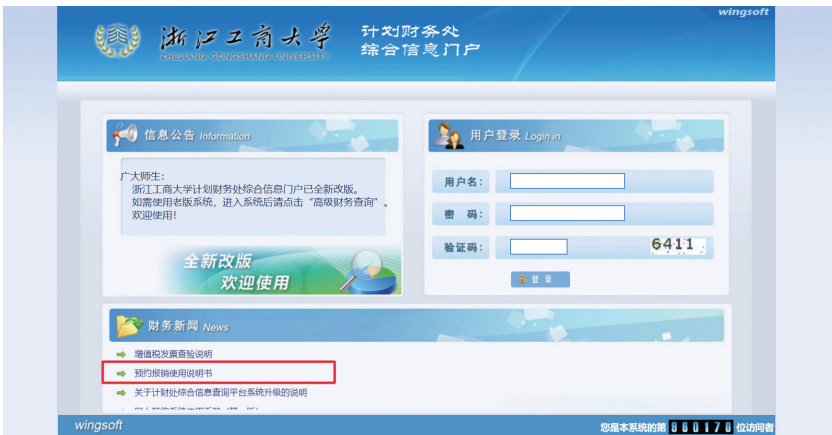 wingsoft
浙江工商大学
ZHEJIANG GONGSHANG UNIVERSITY
计划财务处
综合信息门户
信息公告 Information
广大师生：
浙江工商大学计划财务处综合信息门户已全新改版。
如需使用老版系统，进入系统后请点击“高级财务查询”。
欢迎使用！
全新改版
欢迎使用
用户登录 Login in
用户名：
密 码：
验证码：
6411
登 录
财务新闻 News
增值税发票查验说明
预约报销使用说明书
关于计财处综合信息查询平台系统升级的说明
wingsoft
您是本系统的第 860170 位访问者